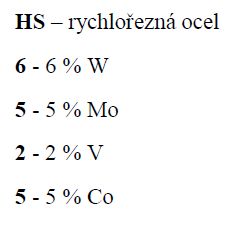 HS – rychlořezná ocel
6 - 6 % W
5 - 5 % Mo
2 - 2 % V
5 - 5 % Co